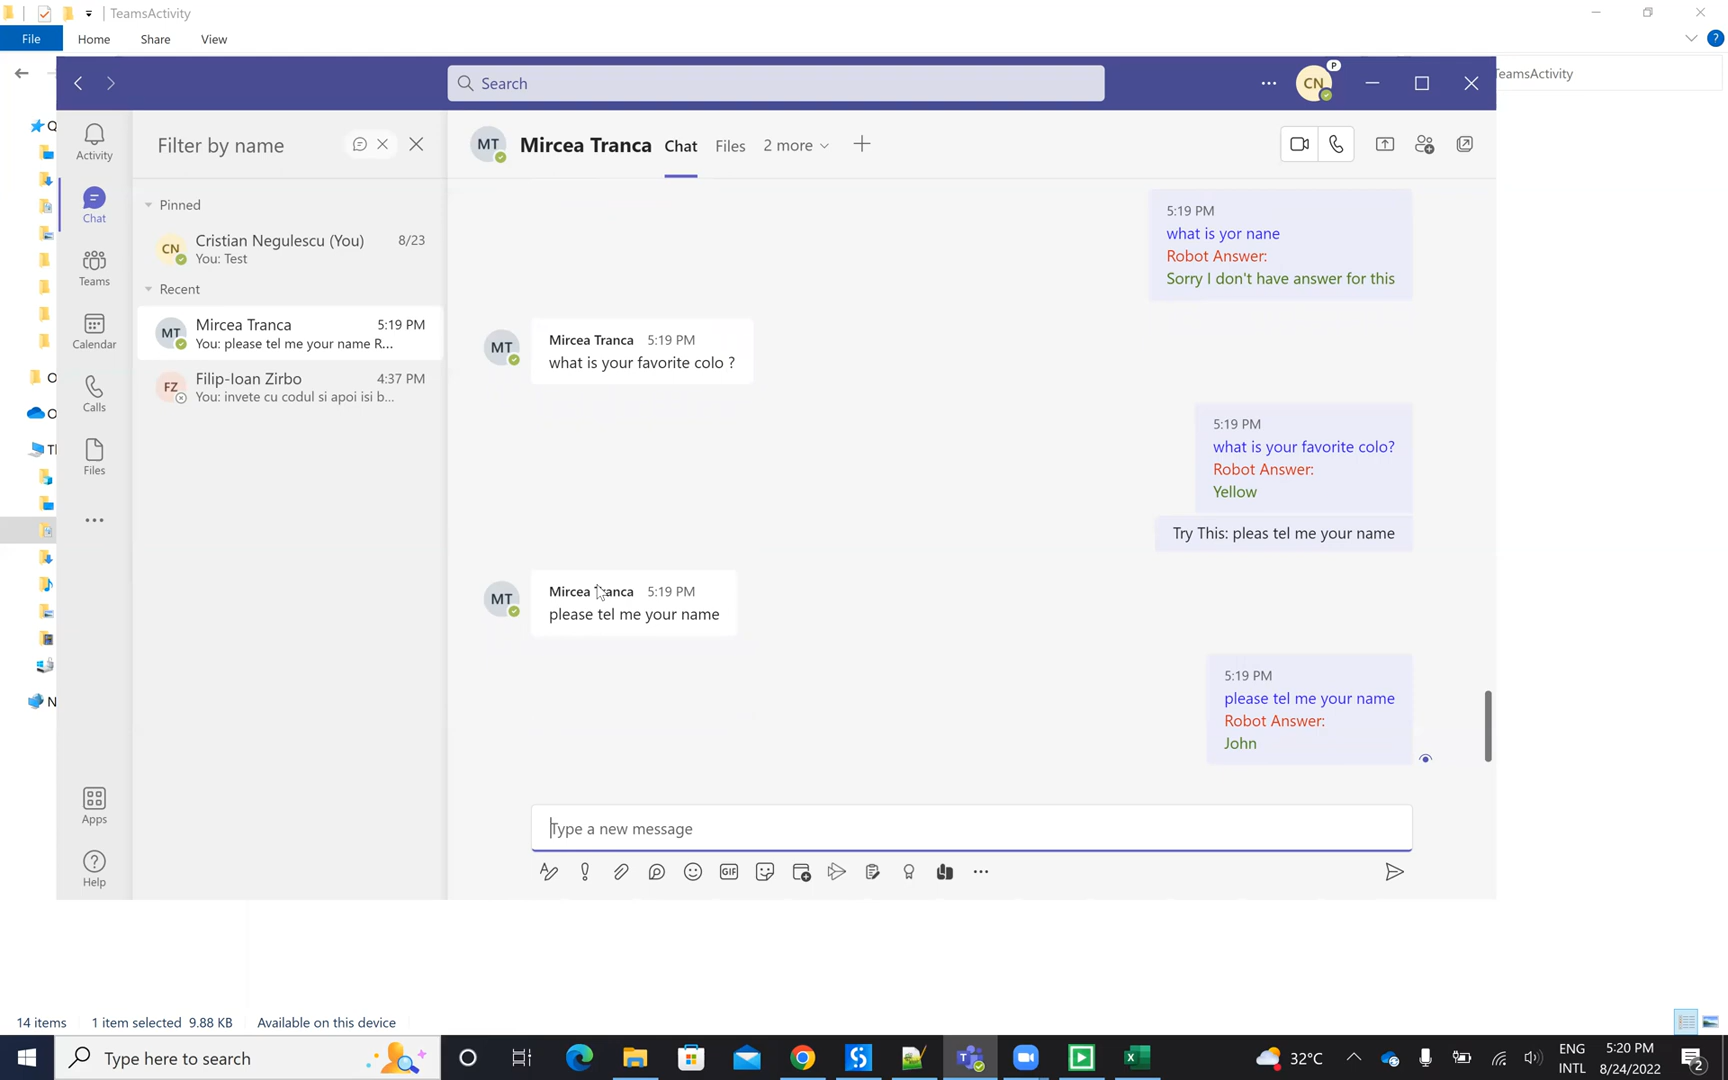 TeamsActivity
File
Home
Share
View
TeamsActivity
Search
CN
P
Activity
Chat
Teams
Calendar
Calls
Files
Apps
Help
Filter by name
Pinned
CN
Cristian Negulescu (You)
8/23
You: Test
Recent
MT
Mircea Tranca
5:19 PM
You: please tel me your name R...
FZ
Filip-Ioan Zirbo
4:37 PM
You: invete cu codul si apoi isi b...
MT
Mircea Tranca
Chat
Files
2 more
5:19 PM
what is yor nane
Robot Answer:
Sorry I don't have answer for this
MT
Mircea Tranca 5:19 PM
what is your favorite colo ?
5:19 PM
what is your favorite colo?
Robot Answer:
Yellow
Try This: pleas tel me your name
MT
Mircea Tranca 5:19 PM
please tel me your name
5:19 PM
please tel me your name
Robot Answer:
John
Type a new message
GIF
14 items
1 item selected 9.88 KB
Available on this device
Type here to search
32°C
ENG
INTL
5:20 PM
8/24/2022
2